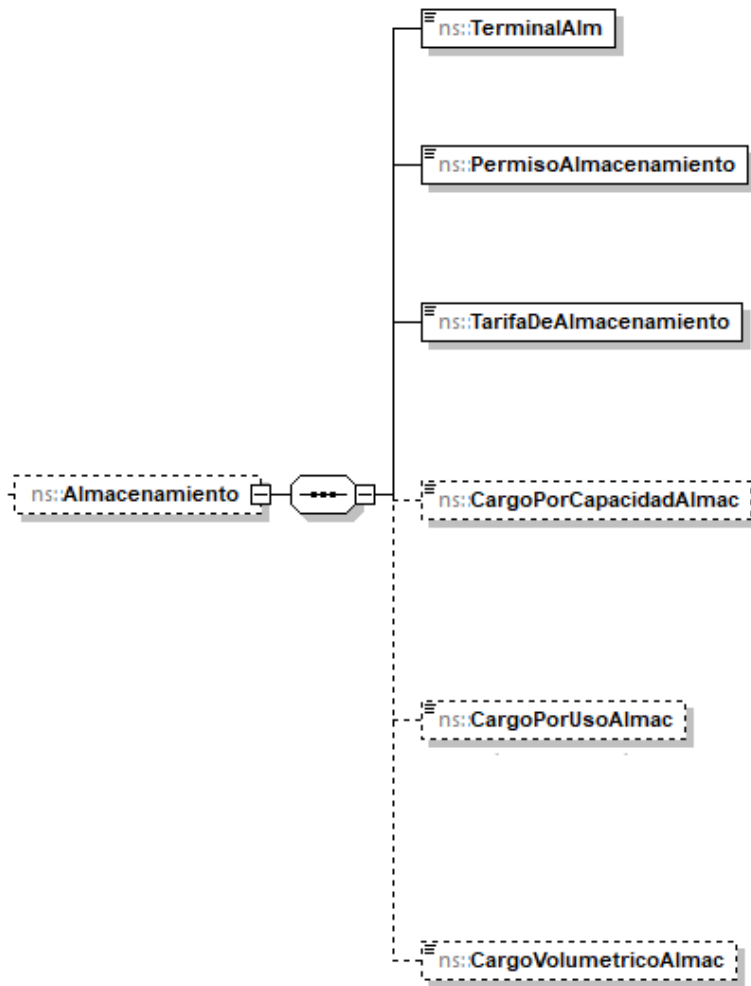 ns::TerminalAlm
ns::PermisoAlmacenamiento
ns::TarifaDeAlmacenamiento
ns::Almacenamiento
ns::CargoPorCapacidadAlmac
ns::CargoPorUsoAlmac
ns::CargoVolumetricoAlmac